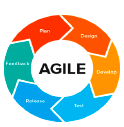 Plan
Design
Develop
Test
Release
Feedback
AGILE